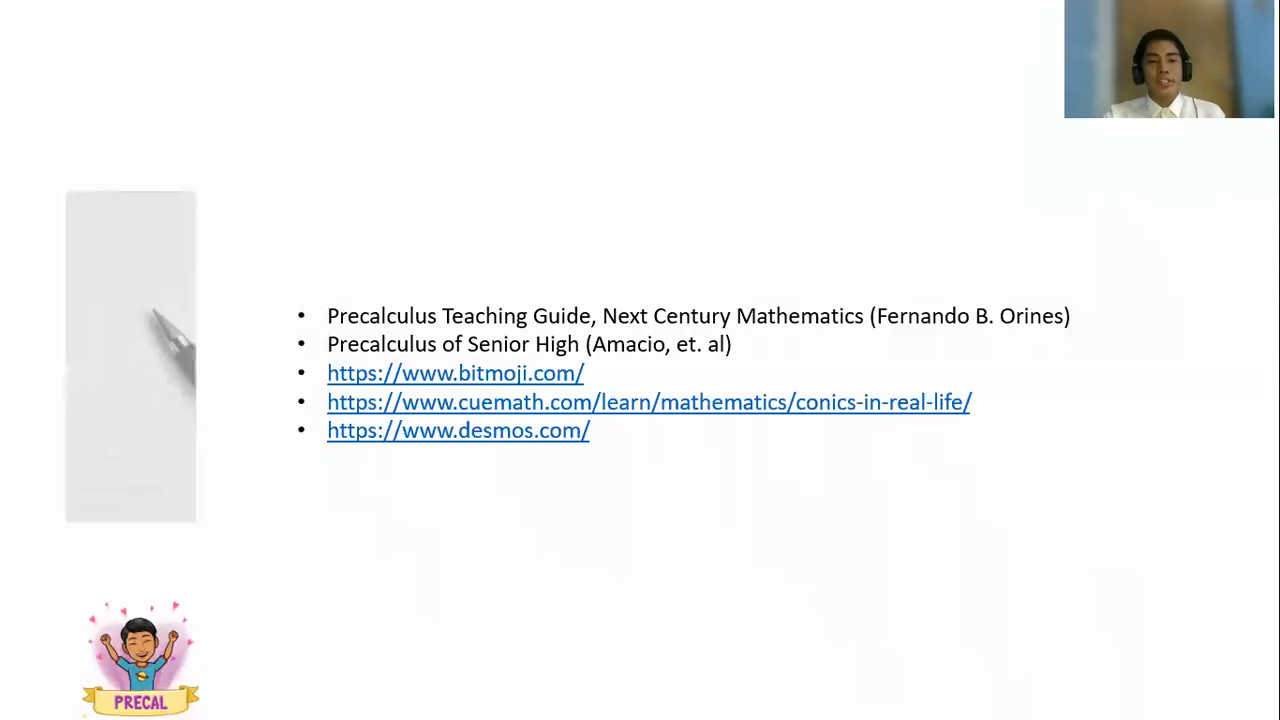 • Precalculus Teaching Guide, Next Century Mathematics (Fernando B. Orines)
• Precalculus of Senior High (Amacio, et. al)
• https://www.bitmoji.com/
• https://www.cuemath.com/learn/mathematics/conics-in-real-life/
• https://www.desmos.com/
PRECAL